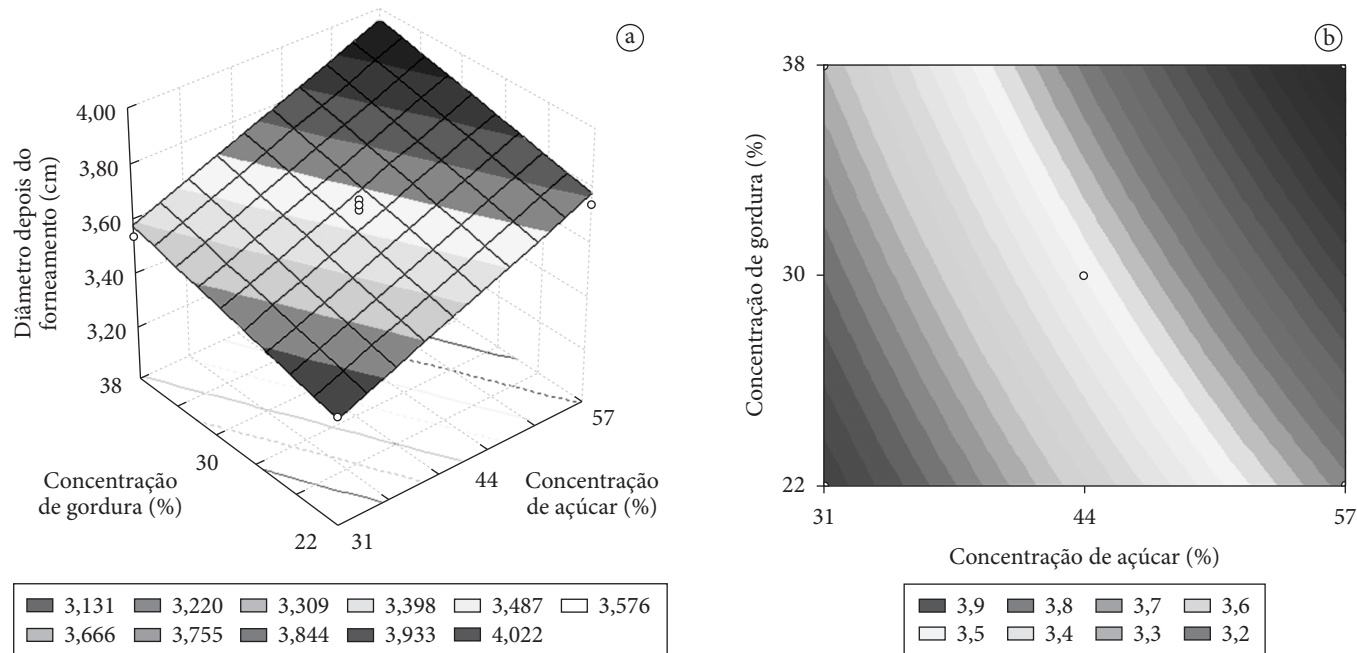 a
4,00
3,80
3,60
3,40
3,20
38
30
22
31
44
57
Diâmetro depois do
forneamento (cm)
Concentração
de gordura (%)
Concentração
de açúcar (%)
3,131 3,220 3,309 3,398 3,487 3,576
3,666 3,755 3,844 3,933 4,022
b
38
30
22
31 44 57
Concentração de gordura (%)
Concentração de açúcar (%)
3,9 3,8 3,7 3,6
3,5 3,4 3,3 3,2